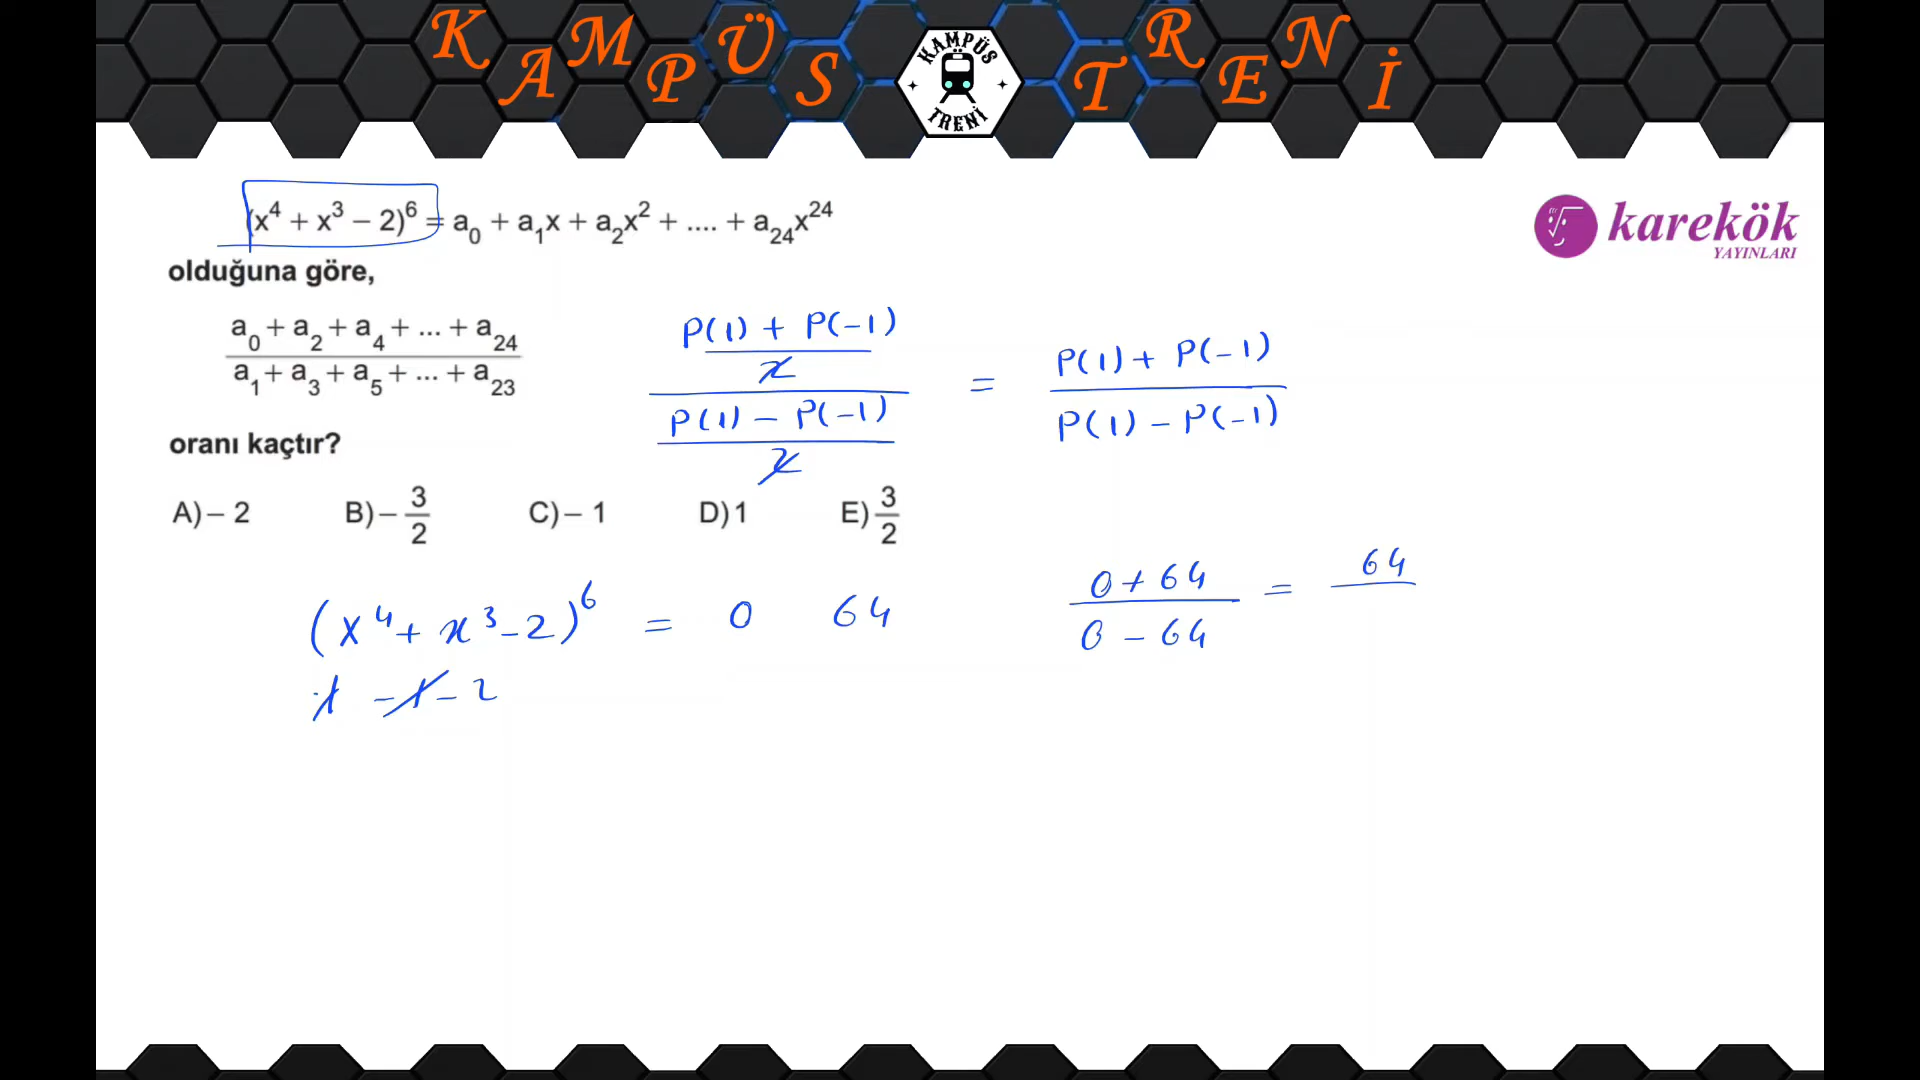 KAMPÜS TRENİ
KAMPÜS
TRENİ
(x⁴ + x³ − 2)⁶ = a₀ + a₁x + a₂x² + .... + a₂₄x²⁴
karekök
YAYINLARI
olduğuna göre,
a₀ + a₂ + a₄ + ... + a₂₄
a₁ + a₃ + a₅ + ... + a₂₃
P(1) + P(-1)
2
P(1) - P(-1)
2
=
P(1) + P(-1)
P(1) - P(-1)
oranı kaçtır?
A) – 2 B) – 3/2 C) – 1 D) 1 E) 3/2
(x⁴ + x³ - 2)⁶ = 0 64
1 - 1 - 2
0 + 64 = 64
0 - 64